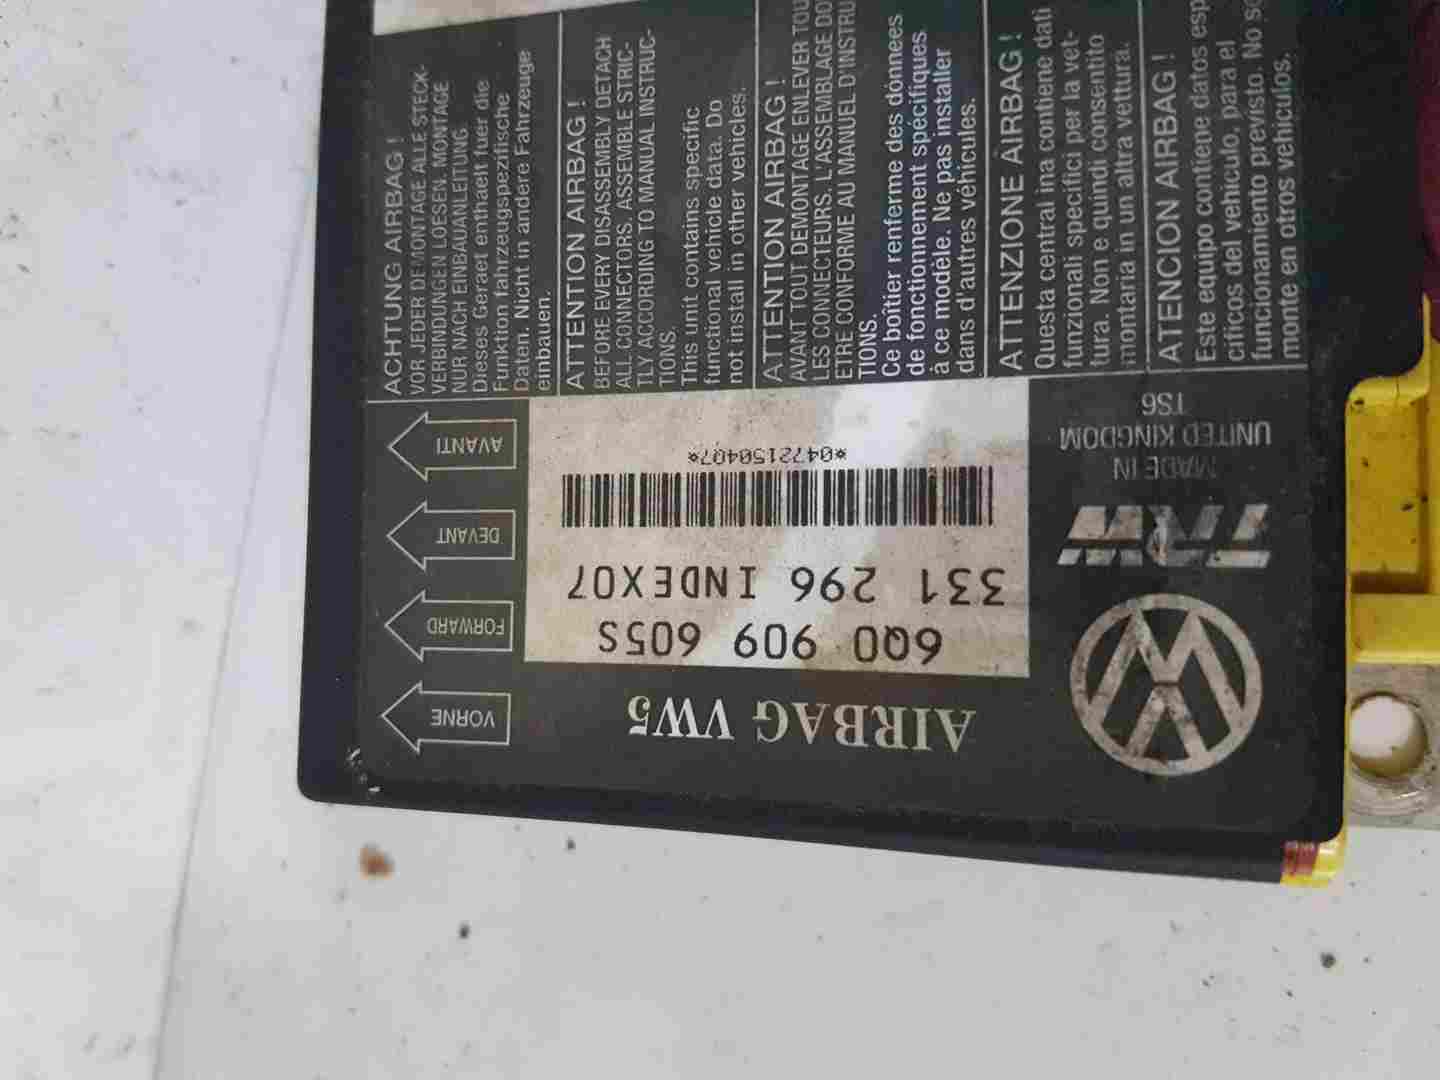 AIRBAG VW5
6Q0 909 605S
331 296 INDEX07
*0472150407*
TRW
MADE IN
UNITED KINGDOM
TS6
VORNE
FORWARD
DEVANT
AVANTI
ACHTUNG AIRBAG !
VOR JEDER DEMONTAGE ALLE STECK-
VERBINDUNGEN LOESEN. MONTAGE
NUR NACH EINBAUANLEITUNG
Dieses Geraet enthaelt fuer die
Funktion fahrzeugspezifische
Daten. Nicht in andere Fahrzeuge
einbauen.
ATTENTION AIRBAG !
BEFORE EVERY DISASSEMBLY DETACH
ALL CONNECTORS. ASSEMBLE STRIC-
TLY ACCORDING TO MANUAL INSTRUC-
TIONS.
This unit contains specific
functional vehicle data. Do
not install in other vehicles.
ATTENTION AIRBAG !
AVANT TOUT DEMONTAGE ENLEVER TOU
LES CONNECTEURS. L'ASSEMBLAGE DO
ETRE CONFORME AU MANUEL D'INSTRU
TIONS.
Ce boîtier renferme des données
de fonctionnement spécifiques
à ce modèle. Ne pas installer
dans d'autres véhicules.
ATTENZIONE AIRBAG !
Questa central ina contiene dati
funzionali specifici per la vet-
tura. Non e quindi consentito
montaria in un altra vettura.
ATENCION AIRBAG !
Este equipo contiene datos esp
cificos del vehiculo, para el
funcionamiento previsto. No se
monte en otros vehiculos.